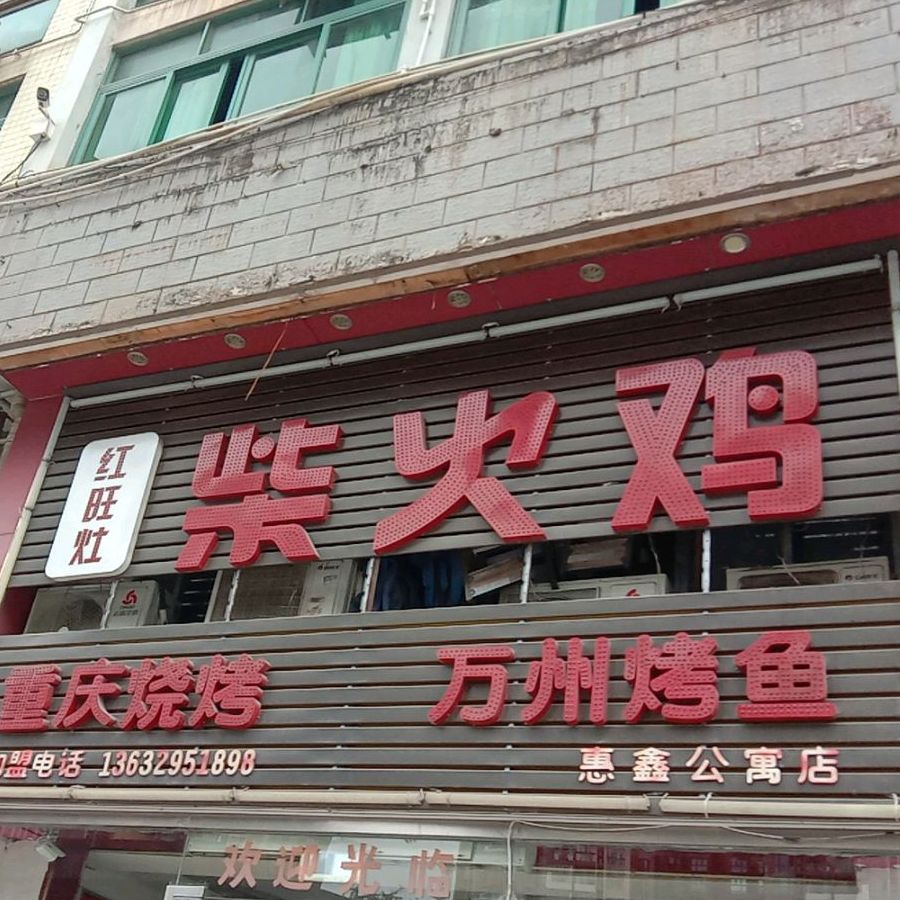 红旺灶
柴火鸡
重庆烧烤 万州烤鱼
加盟电话 13632951898 惠鑫公寓店
欢迎光临